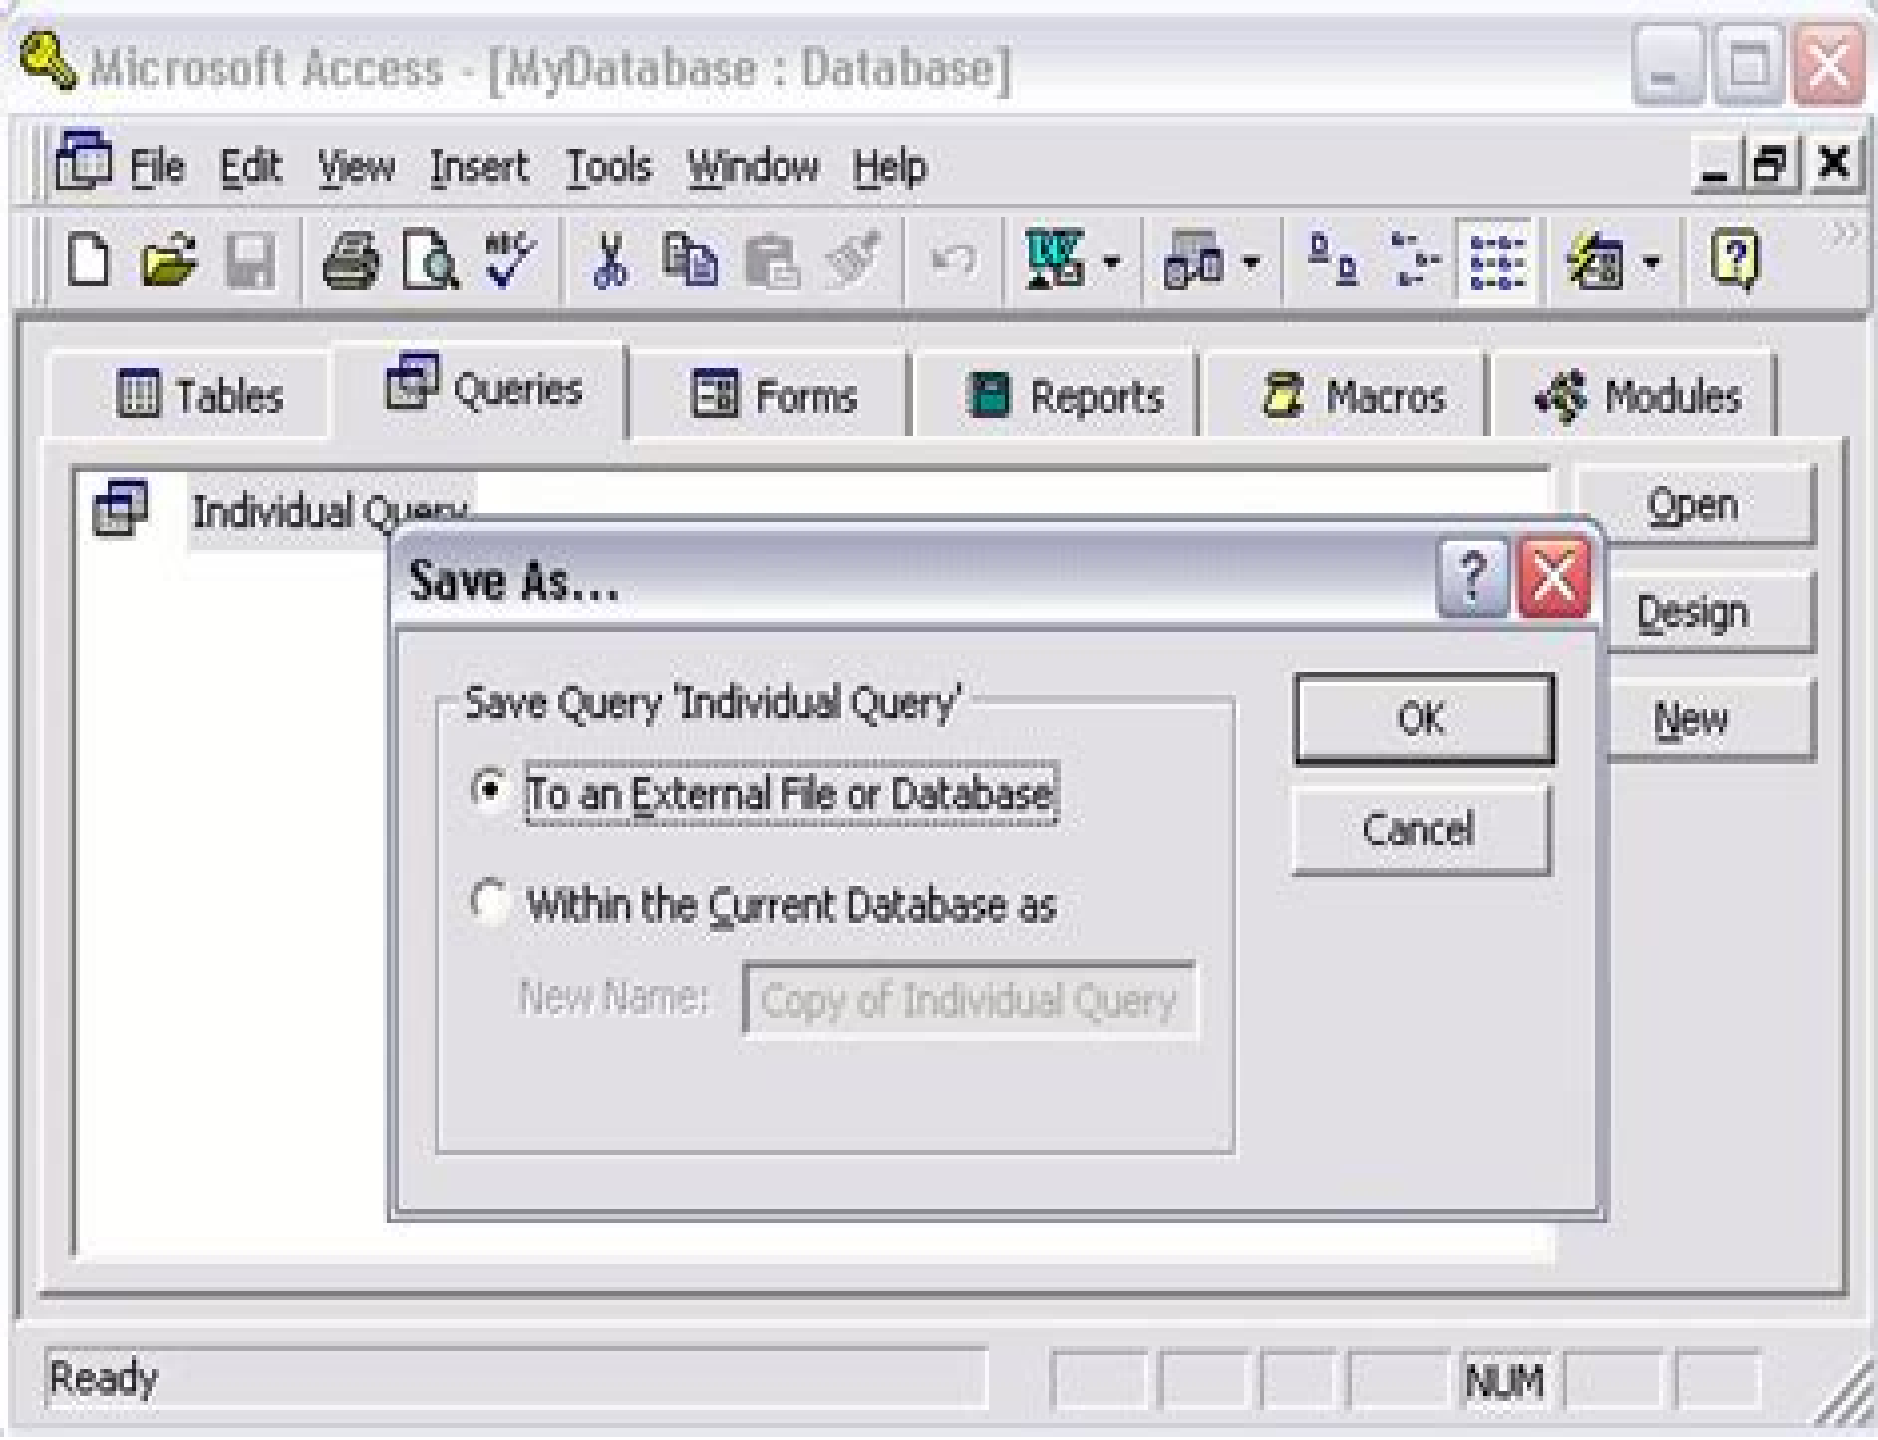 Microsoft Access - [MyDatabase : Database]
File Edit View Insert Tools Window Help
Tables Queries Forms Reports Macros Modules
Individual Query
Open
Save As...
Design
Save Query 'Individual Query'
OK
New
To an External File or Database
Cancel
Within the Current Database as
New Name: Copy of Individual Query
Ready NUM